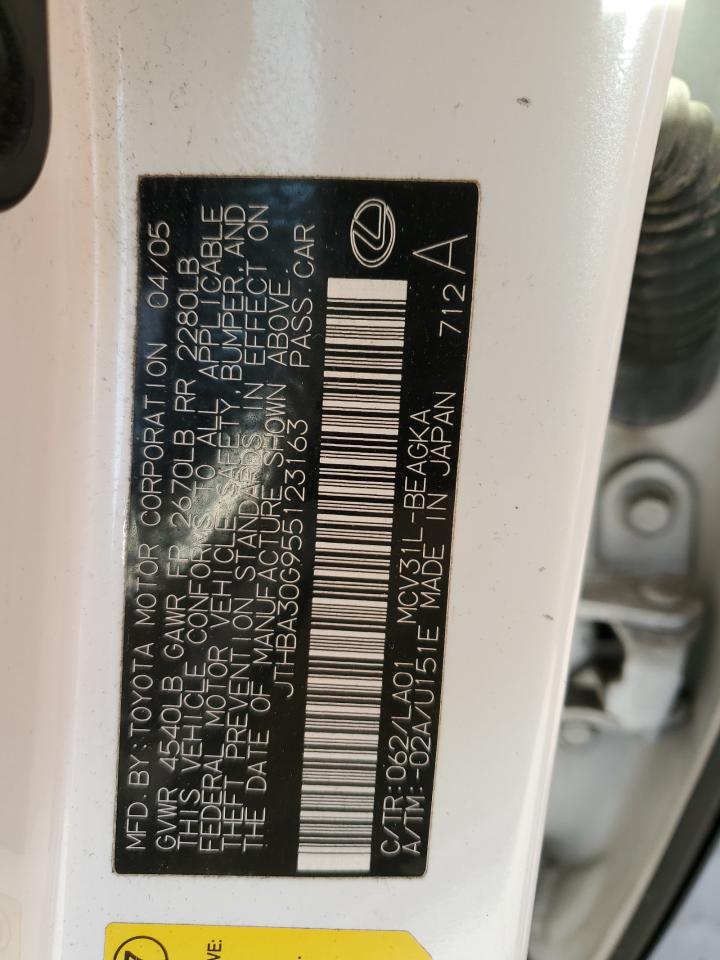 MFD. BY: TOYOTA MOTOR CORPORATION 04/05
GVWR 4540LB GAWR FR 2670LB RR 2280LB
THIS VEHICLE CONFORMS TO ALL APPLICABLE
FEDERAL MOTOR VEHICLE SAFETY, BUMPER, AND
THEFT PREVENTION STANDARDS IN EFFECT ON
THE DATE OF MANUFACTURE SHOWN ABOVE.
JTHBA30G955123163 PASS. CAR
C/TR: 062/LA01 MCV31L-BEAGKA
A/TM: -02A/U151E MADE IN JAPAN 712 A
VE: